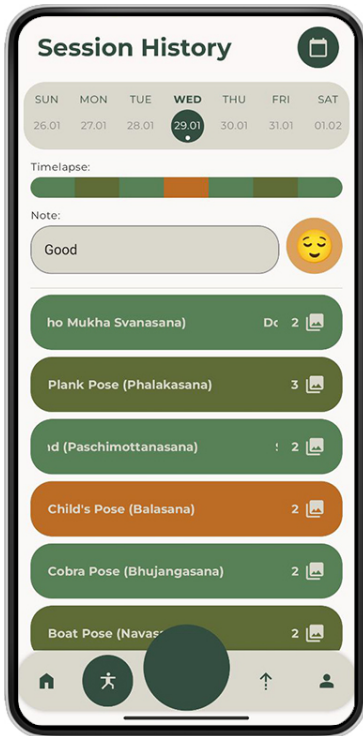 Session History
SUN MON TUE WED THU FRI SAT
26.01 27.01 28.01 29.01 30.01 31.01 01.02
Timelapse:
Note:
Good
ho Mukha Svanasana) 2
Plank Pose (Phalakasana) 3
(Paschimottanasana) 2
Child's Pose (Balasana) 2
Cobra Pose (Bhujangasana) 2
Boat Pose 2